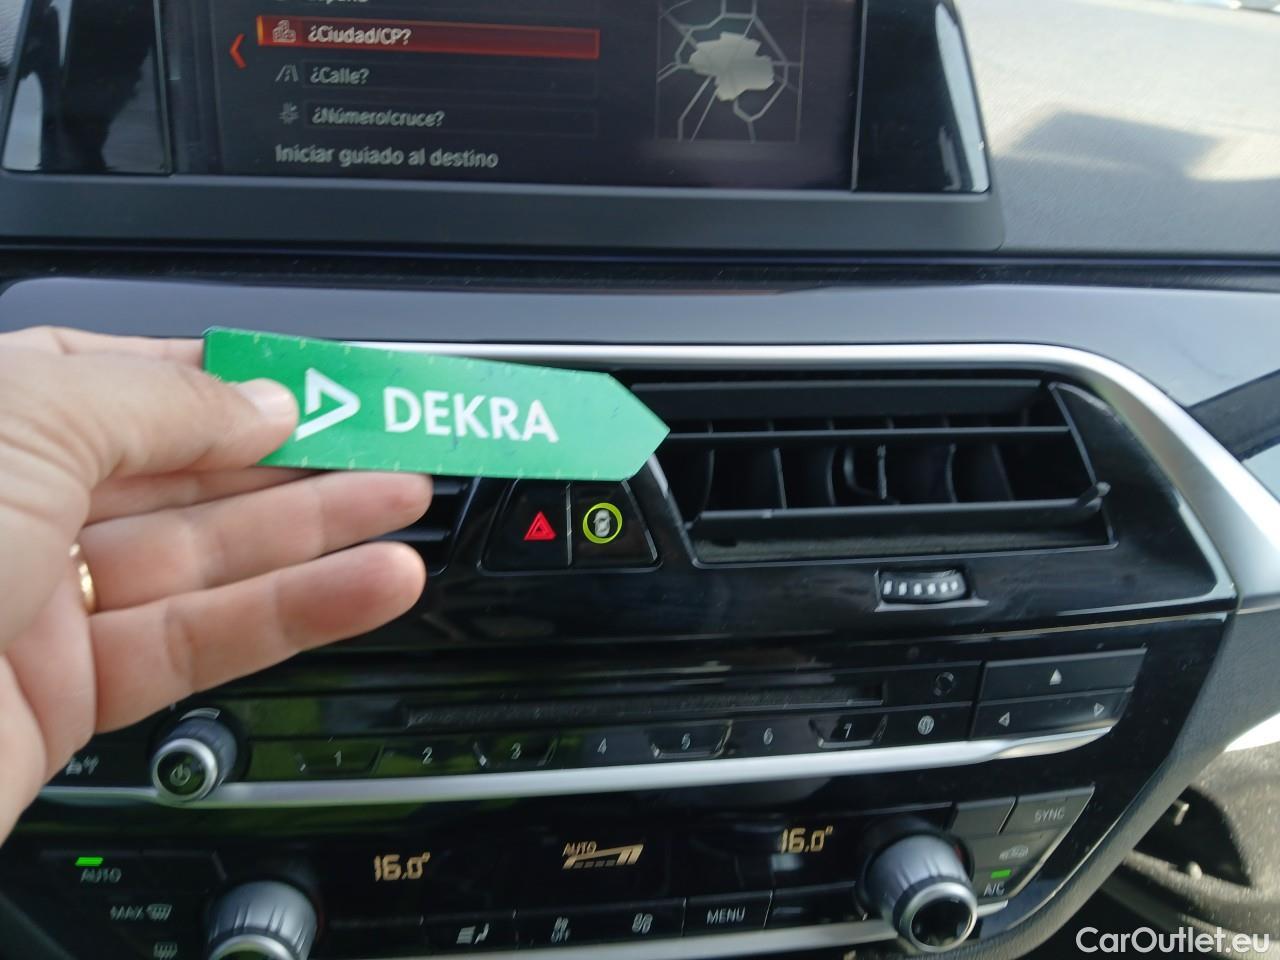 ¿Ciudad/CP?
¿Calle?
¿Número/cruce?
Iniciar guiado al destino
DEKRA
1 2 3 4 5 6 7
16.0° AUTO 16.0°
SYNC
AUTO
A/C
MAX
MENU
OFF
CarOutlet.eu